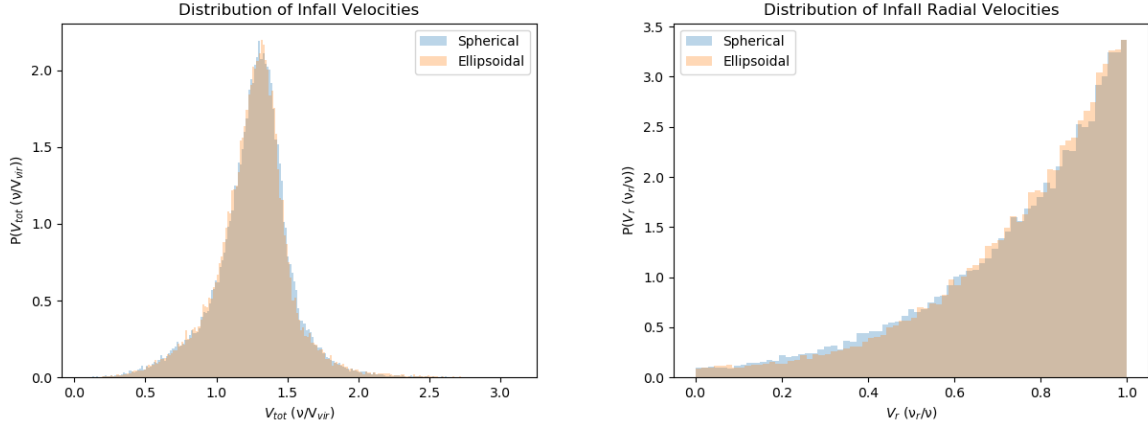 Distribution of Infall Velocities
Spherical
Ellipsoidal
P(V_tot (ν/V_vir))
2.0
1.5
1.0
0.5
0.0
0.0 0.5 1.0 1.5 2.0 2.5 3.0
V_tot (ν/V_vir)
Distribution of Infall Radial Velocities
Spherical
Ellipsoidal
P(V_r (ν_r/ν))
3.5
3.0
2.5
2.0
1.5
1.0
0.5
0.0
0.0 0.2 0.4 0.6 0.8 1.0
V_r (ν_r/ν)